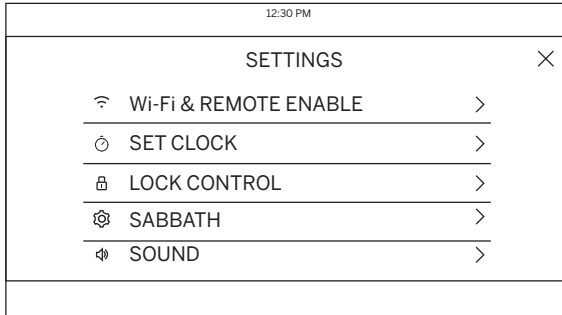 12:30 PM
SETTINGS
Wi-Fi & REMOTE ENABLE
SET CLOCK
LOCK CONTROL
SABBATH
SOUND